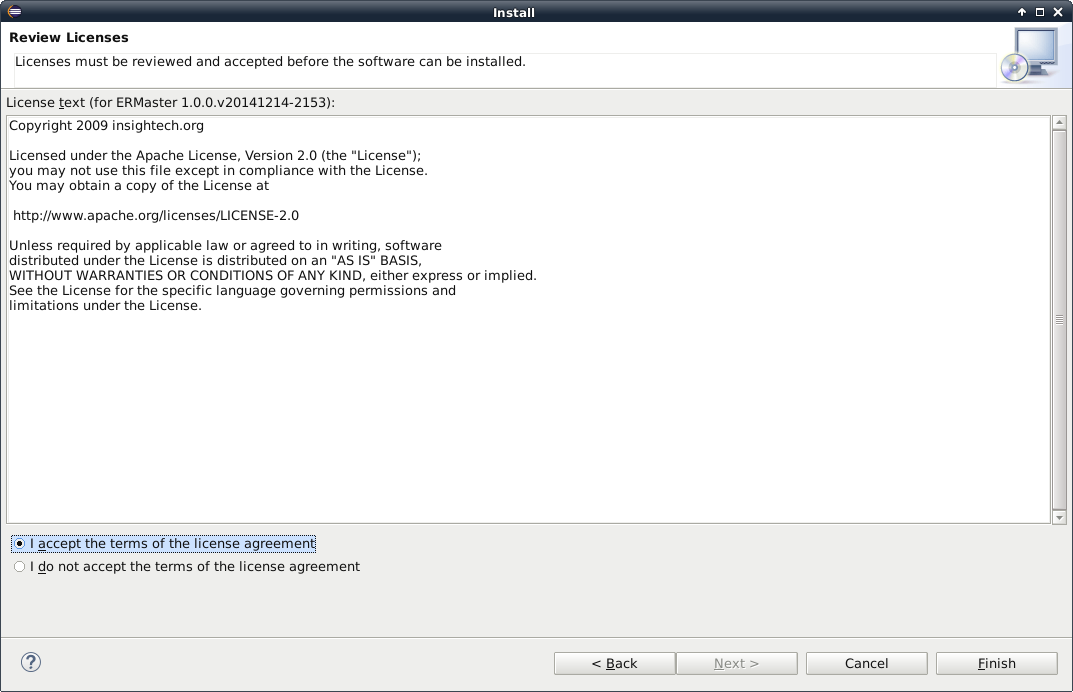 Install
Review Licenses
Licenses must be reviewed and accepted before the software can be installed.
License text (for ERMaster 1.0.0.v20141214-2153):
Copyright 2009 insightech.org
Licensed under the Apache License, Version 2.0 (the "License");
you may not use this file except in compliance with the License.
You may obtain a copy of the License at
http://www.apache.org/licenses/LICENSE-2.0
Unless required by applicable law or agreed to in writing, software
distributed under the License is distributed on an "AS IS" BASIS,
WITHOUT WARRANTIES OR CONDITIONS OF ANY KIND, either express or implied.
See the License for the specific language governing permissions and
limitations under the License.
I accept the terms of the license agreement
I do not accept the terms of the license agreement
? < Back Next > Cancel Finish